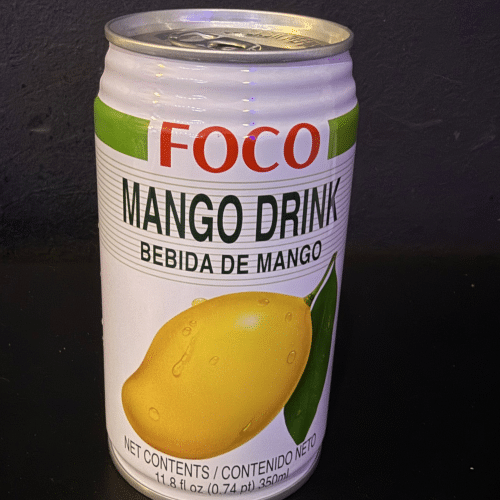 FOCO
MANGO DRINK
BEBIDA DE MANGO
NET CONTENTS / CONTENIDO NETO
11.8 fl oz (0.74 pt) 350ml